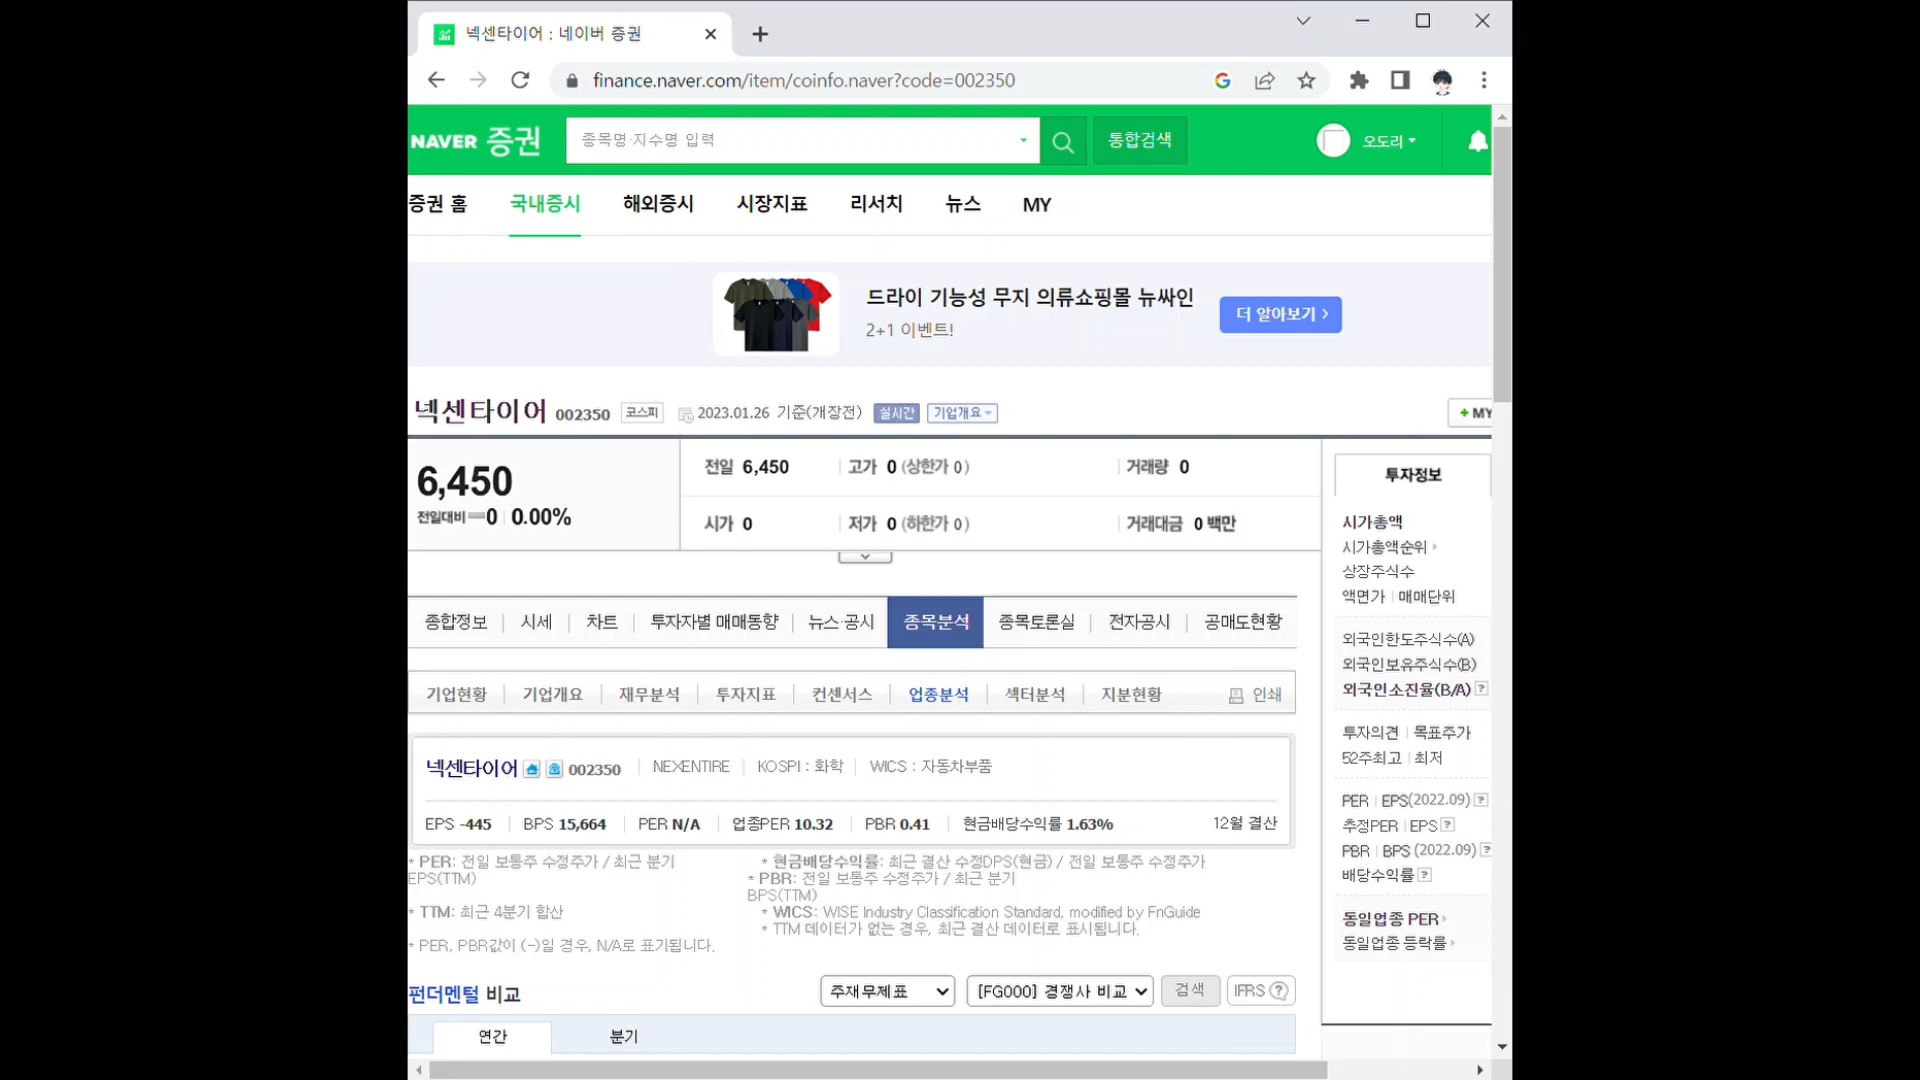 넥센타이어 : 네이버 증권
finance.naver.com/item/coinfo.naver?code=002350
NAVER 증권 종목명·지수명 입력 통합검색 오도리
증권 홈 국내증시 해외증시 시장지표 리서치 뉴스 MY
드라이 기능성 무지 의류쇼핑몰 뉴싸인
2+1 이벤트!
더 알아보기 >
넥센타이어 002350 코스피 2023.01.26 기준(개장전) 실시간 기업개요
+ MY
6,450
전일대비 0 0.00%
전일 6,450 고가 0 (상한가 0) 거래량 0
시가 0 저가 0 (하한가 0) 거래대금 0 백만
투자정보
시가총액
시가총액순위
상장주식수
액면가 매매단위
외국인한도주식수(A)
외국인보유주식수(B)
외국인소진율(B/A) ?
투자의견 목표주가
52주최고 최저
PER EPS(2022.09) ?
추정PER EPS ?
PBR BPS (2022.09) ?
배당수익률 ?
동일업종 PER
동일업종 등락률
종합정보 시세 차트 투자자별 매매동향 뉴스·공시 종목분석 종목토론실 전자공시 공매도현황
기업현황 기업개요 재무분석 투자지표 컨센서스 업종분석 섹터분석 지분현황 인쇄
넥센타이어 002350 NEXENTIRE KOSPI : 화학 WICS : 자동차부품
EPS -445 BPS 15,664 PER N/A 업종PER 10.32 PBR 0.41 현금배당수익률 1.63% 12월 결산
* PER: 전일 보통주 수정주가 / 최근 분기
EPS(TTM)
* TTM: 최근 4분기 합산
* PER, PBR값이 (-)일 경우, N/A로 표기됩니다.
* 현금배당수익률: 최근 결산 수정DPS(현금) / 전일 보통주 수정주가
* PBR: 전일 보통주 수정주가 / 최근 분기
BPS(TTM)
* WICS: WISE Industry Classification Standard, modified by FnGuide
* TTM 데이터가 없는 경우, 최근 결산 데이터로 표시됩니다.
펀더멘털 비교 주재무제표 [FG000] 경쟁사 비교 검색 IFRS ?
연간 분기